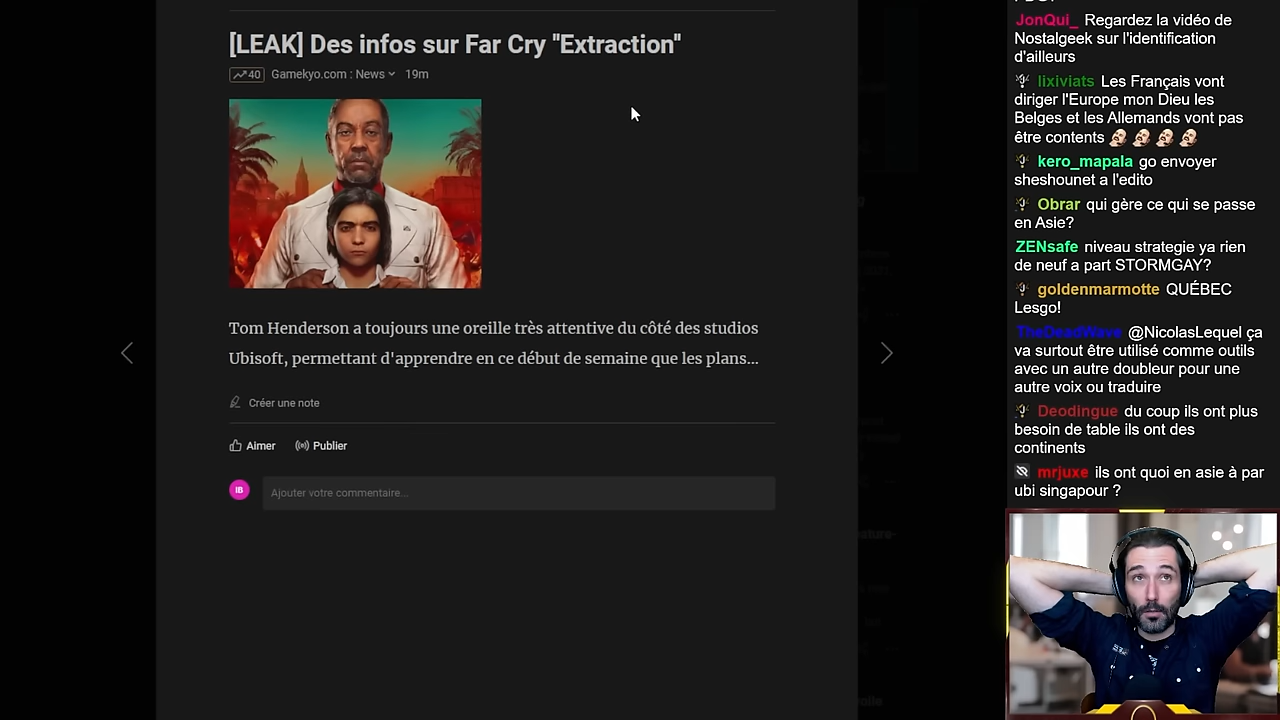 [LEAK] Des infos sur Far Cry "Extraction"
40 Gamekyo.com : News 19m
Tom Henderson a toujours une oreille très attentive du côté des studios
Ubisoft, permettant d'apprendre en ce début de semaine que les plans...
Créer une note
Aimer Publier
IB Ajouter votre commentaire...
JonQui_ Regardez la vidéo de
Nostalgeek sur l'identification
d'ailleurs
lixiviats Les Français vont
diriger l'Europe mon Dieu les
Belges et les Allemands vont pas
être contents
kero_mapala go envoyer
sheshounet a l'edito
Obrar qui gère ce qui se passe
en Asie?
ZENsafe niveau strategie ya rien
de neuf a part STORMGAY?
goldenmarmotte QUÉBEC
Lesgo!
TheDeadWave @NicolasLequel ça
va surtout être utilisé comme outils
avec un autre doubleur pour une
autre voix ou traduire
Deodingue du coup ils ont plus
besoin de table ils ont des
continents
mrjuxe ils ont quoi en asie à par
ubi singapour ?